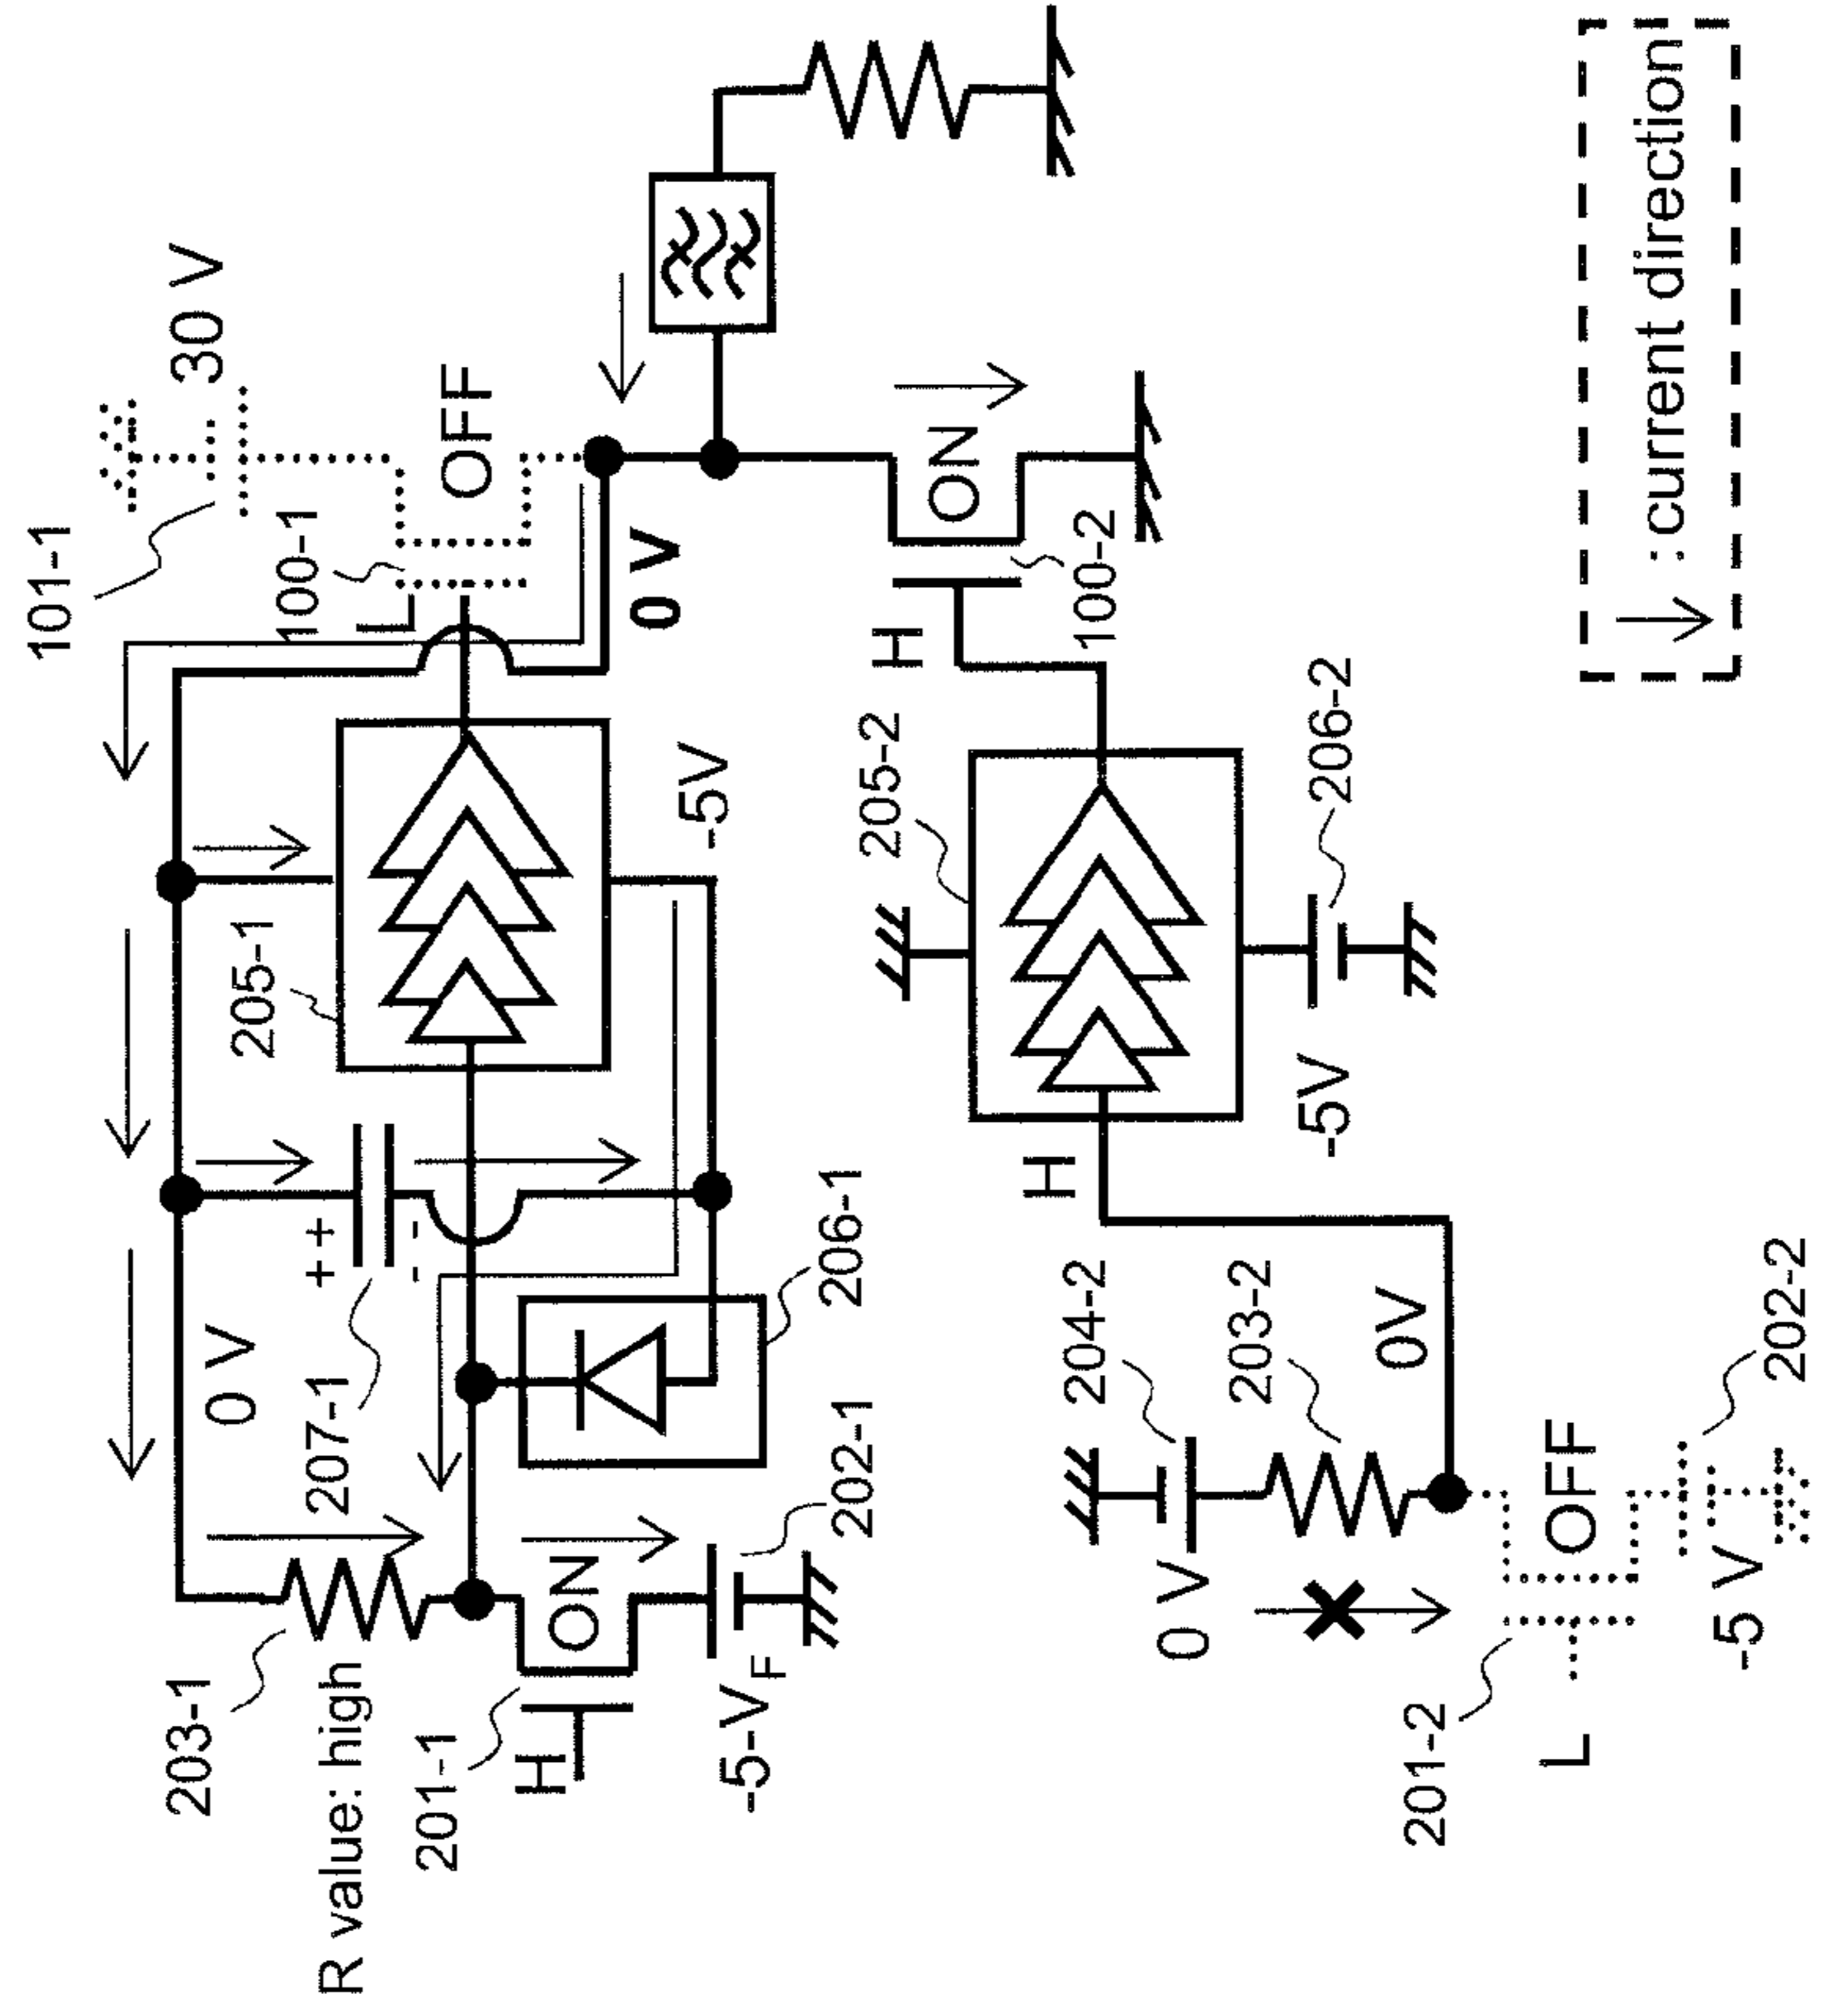 101-1
30 V
100-1
L
OFF
0 V
205-1
-5V
207-1
++
--
0 V
206-1
203-1
R value: high
201-1
H
ON
202-1
-5-VF
ON
H
100-2
205-2
206-2
-5V
H
204-2
0 V
203-2
0V
201-2
L
OFF
202-2
-5 V
:current direction